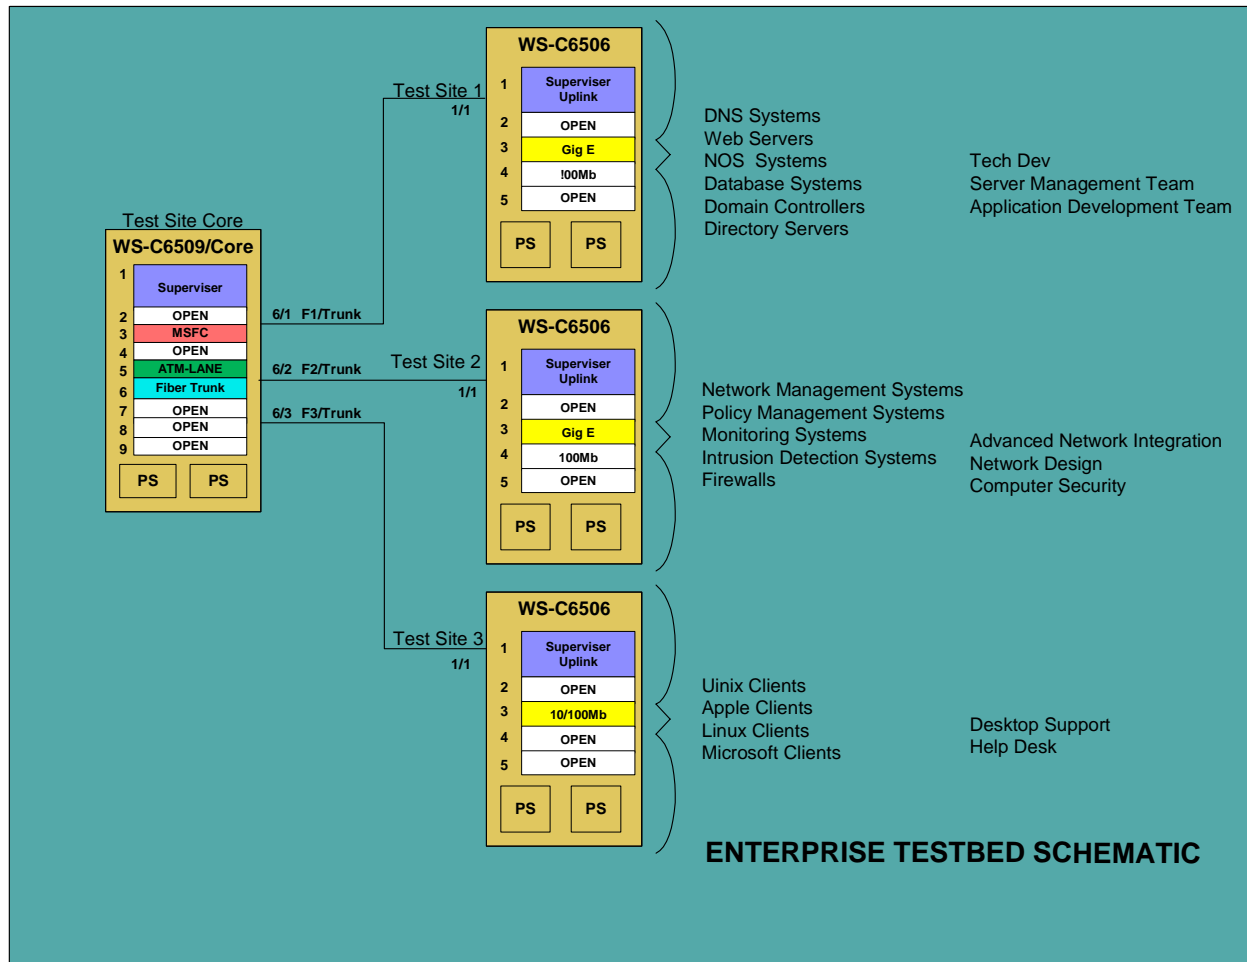 Test Site Core
WS-C6509/Core
1
Superviser
2
OPEN
3
MSFC
4
OPEN
5
ATM-LANE
6
Fiber Trunk
7
OPEN
8
OPEN
9
OPEN
PS PS
6/1 F1/Trunk
6/2 F2/Trunk
6/3 F3/Trunk
Test Site 1
1/1
WS-C6506
1
Superviser
Uplink
2
OPEN
3
Gig E
4
!00Mb
5
OPEN
PS PS
DNS Systems
Web Servers
NOS Systems
Database Systems
Domain Controllers
Directory Servers
Tech Dev
Server Management Team
Application Development Team
Test Site 2
1/1
WS-C6506
1
Superviser
Uplink
2
OPEN
3
Gig E
4
100Mb
5
OPEN
PS PS
Network Management Systems
Policy Management Systems
Monitoring Systems
Intrusion Detection Systems
Firewalls
Advanced Network Integration
Network Design
Computer Security
Test Site 3
1/1
WS-C6506
1
Superviser
Uplink
2
OPEN
3
10/100Mb
4
OPEN
5
OPEN
PS PS
Uinix Clients
Apple Clients
Linux Clients
Microsoft Clients
Desktop Support
Help Desk
ENTERPRISE TESTBED SCHEMATIC